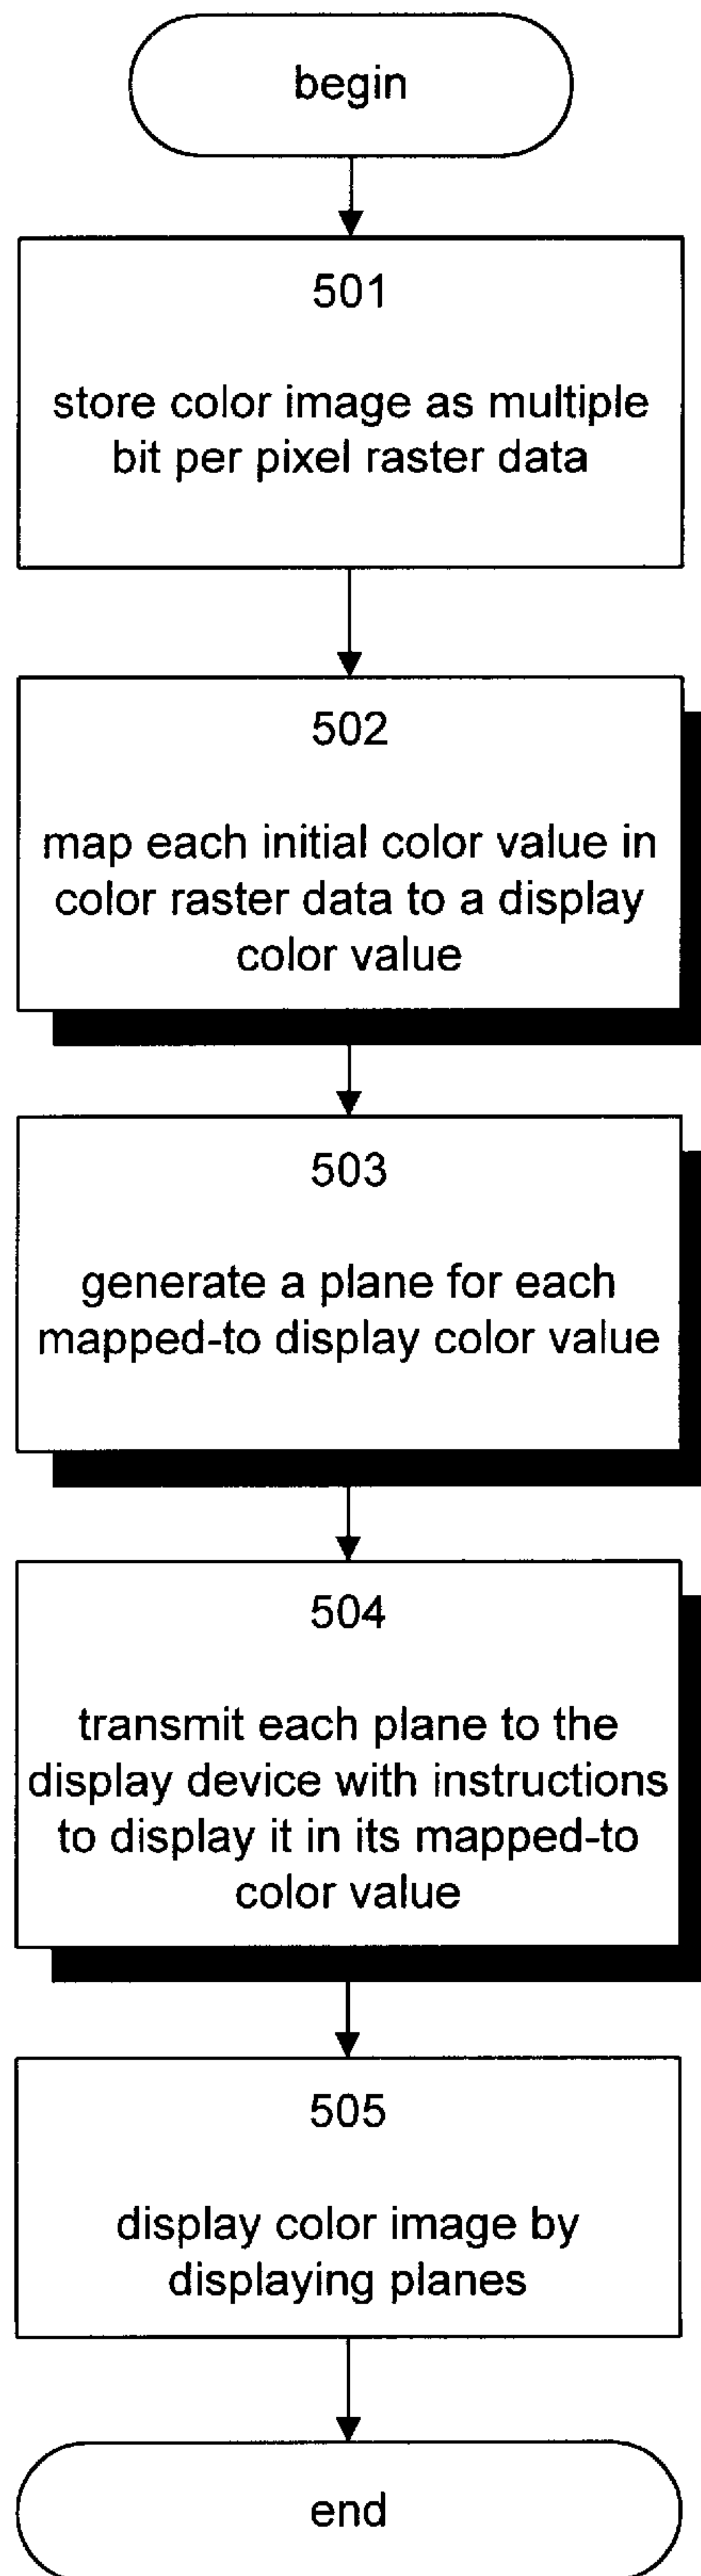 begin
501
store color image as multiple
bit per pixel raster data
502
map each initial color value in
color raster data to a display
color value
503
generate a plane for each
mapped-to display color value
504
transmit each plane to the
display device with instructions
to display it in its mapped-to
color value
505
display color image by
displaying planes
end